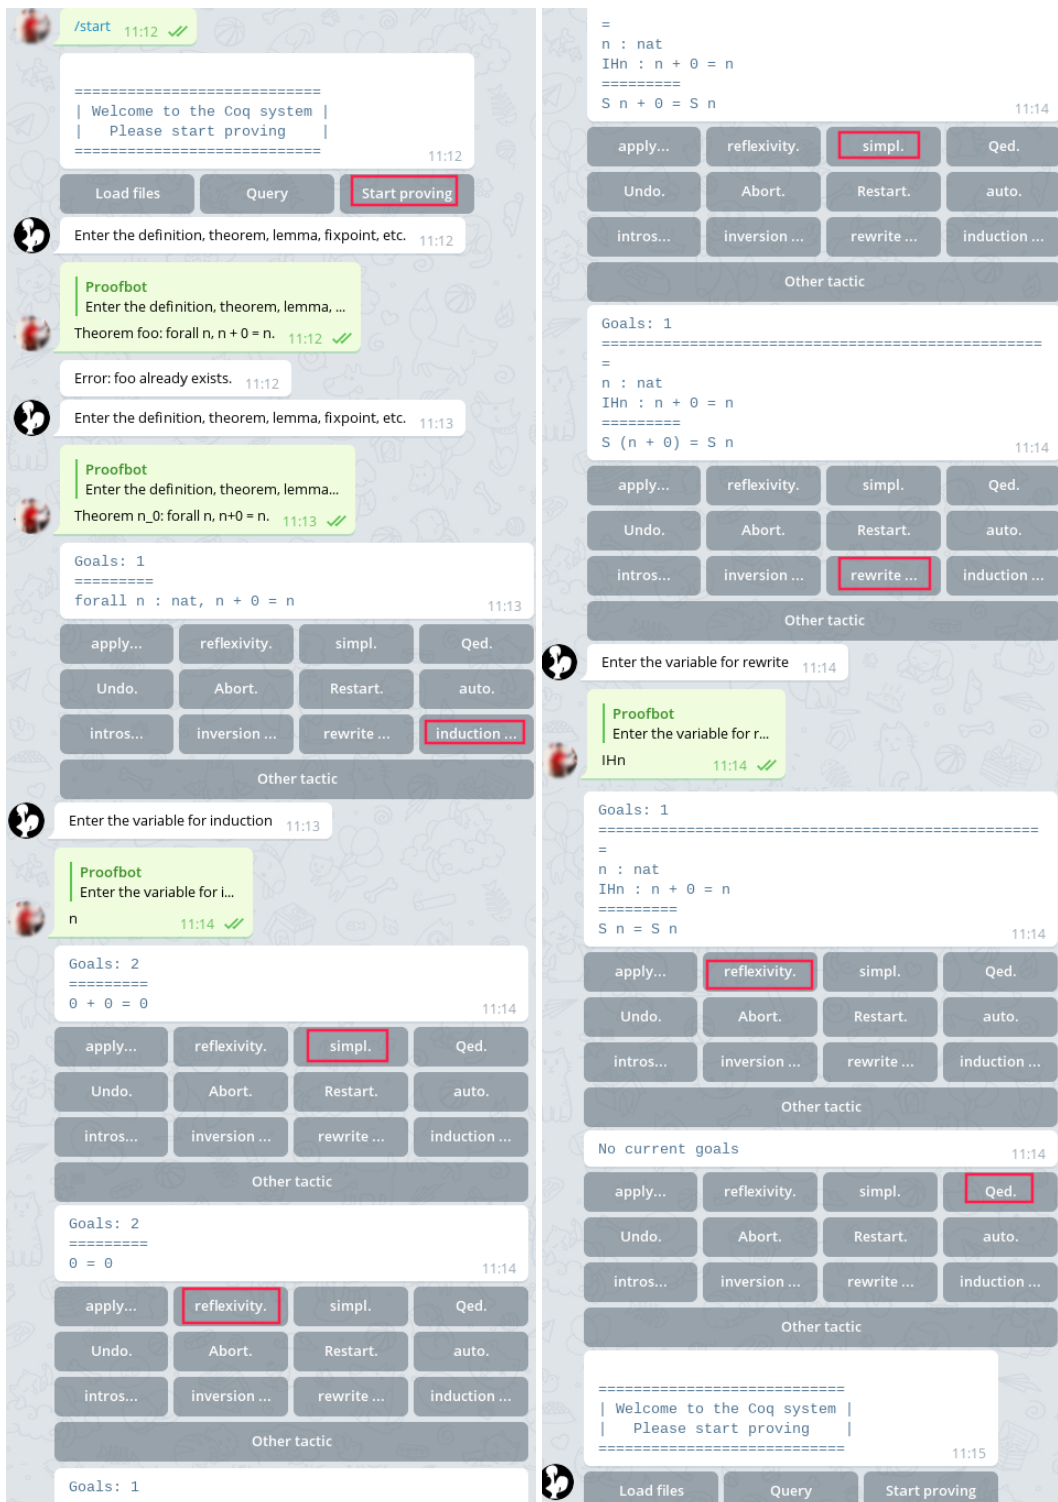 /start 11:12
============================
| Welcome to the Coq system |
| Please start proving |
============================
11:12
Load files Query Start proving
Enter the definition, theorem, lemma, fixpoint, etc. 11:12
Proofbot
Enter the definition, theorem, lemma, ...
Theorem foo: forall n, n + 0 = n. 11:12
Error: foo already exists. 11:12
Enter the definition, theorem, lemma, fixpoint, etc. 11:13
Proofbot
Enter the definition, theorem, lemma...
Theorem n_0: forall n, n+0 = n. 11:13
Goals: 1
=========
forall n : nat, n + 0 = n 11:13
apply... reflexivity. simpl. Qed.
Undo. Abort. Restart. auto.
intros... inversion ... rewrite ... induction ...
Other tactic
Enter the variable for induction 11:13
Proofbot
Enter the variable for i...
n 11:14
Goals: 2
=========
0 + 0 = 0 11:14
apply... reflexivity. simpl. Qed.
Undo. Abort. Restart. auto.
intros... inversion ... rewrite ... induction ...
Other tactic
Goals: 2
=========
0 = 0 11:14
apply... reflexivity. simpl. Qed.
Undo. Abort. Restart. auto.
intros... inversion ... rewrite ... induction ...
Other tactic
Goals: 1
=
n : nat
IHn : n + 0 = n
=========
S n + 0 = S n 11:14
apply... reflexivity. simpl. Qed.
Undo. Abort. Restart. auto.
intros... inversion ... rewrite ... induction ...
Other tactic
Goals: 1
==================================================
=
n : nat
IHn : n + 0 = n
=========
S (n + 0) = S n 11:14
apply... reflexivity. simpl. Qed.
Undo. Abort. Restart. auto.
intros... inversion ... rewrite ... induction ...
Other tactic
Enter the variable for rewrite 11:14
Proofbot
Enter the variable for r...
IHn 11:14
Goals: 1
==================================================
=
n : nat
IHn : n + 0 = n
=========
S n = S n 11:14
apply... reflexivity. simpl. Qed.
Undo. Abort. Restart. auto.
intros... inversion ... rewrite ... induction ...
Other tactic
No current goals 11:14
apply... reflexivity. simpl. Qed.
Undo. Abort. Restart. auto.
intros... inversion ... rewrite ... induction ...
Other tactic
============================
| Welcome to the Coq system |
| Please start proving |
============================
11:15
Load files Query Start proving